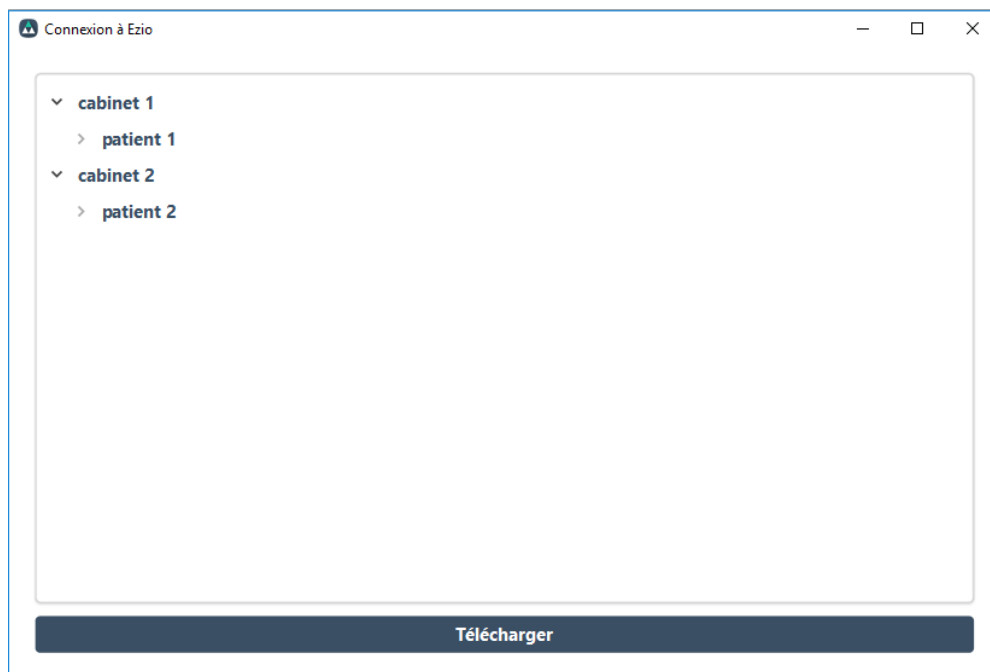 Connexion à Ezio
cabinet 1
patient 1
cabinet 2
patient 2
Télécharger